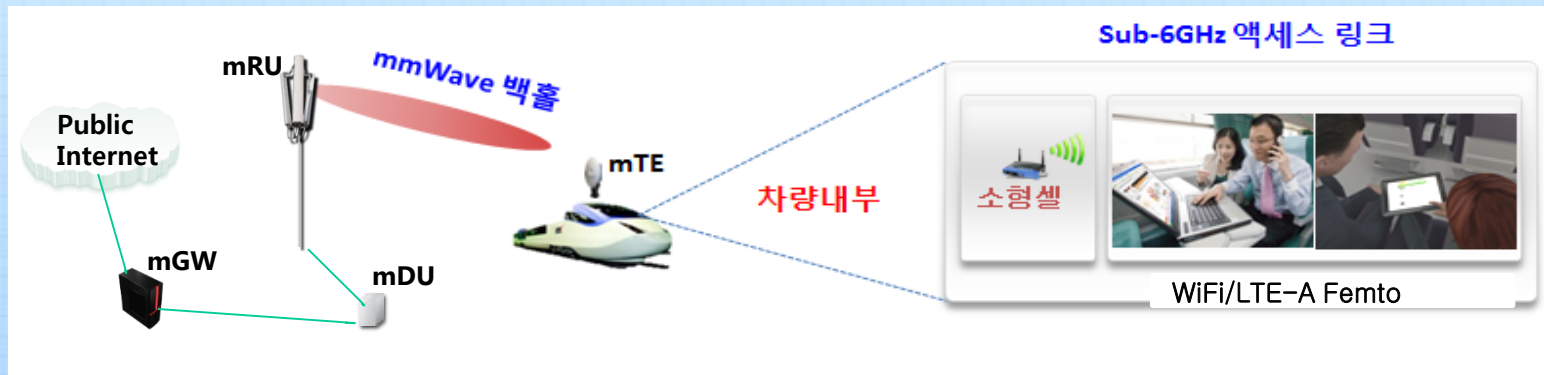 Sub-6GHz 액세스 링크
mRU
mmWave 백홀
Public
Internet
mTE
차량내부
소형셀
mGW
mDU
WiFi/LTE-A Femto